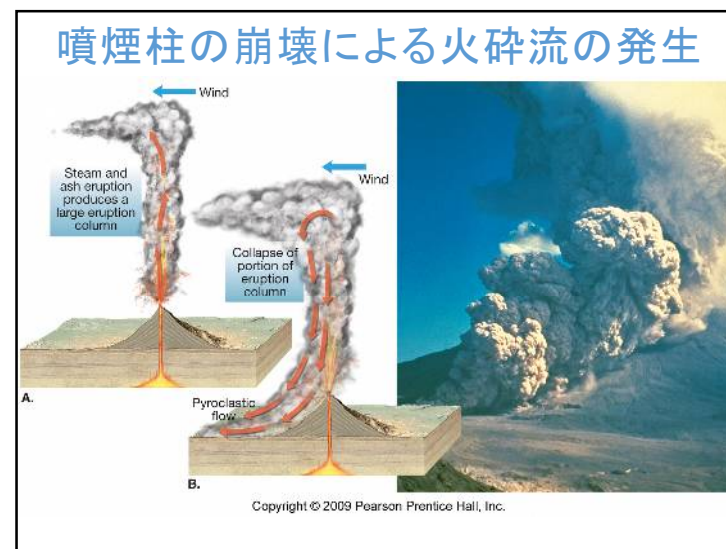 噴煙柱の崩壊による火砕流の発生
Wind
Steam and
ash eruption
produces a
large eruption
column
A.
Wind
Collapse of
portion of
eruption
column
Pyroclastic
flow
B.
Copyright © 2009 Pearson Prentice Hall, Inc.